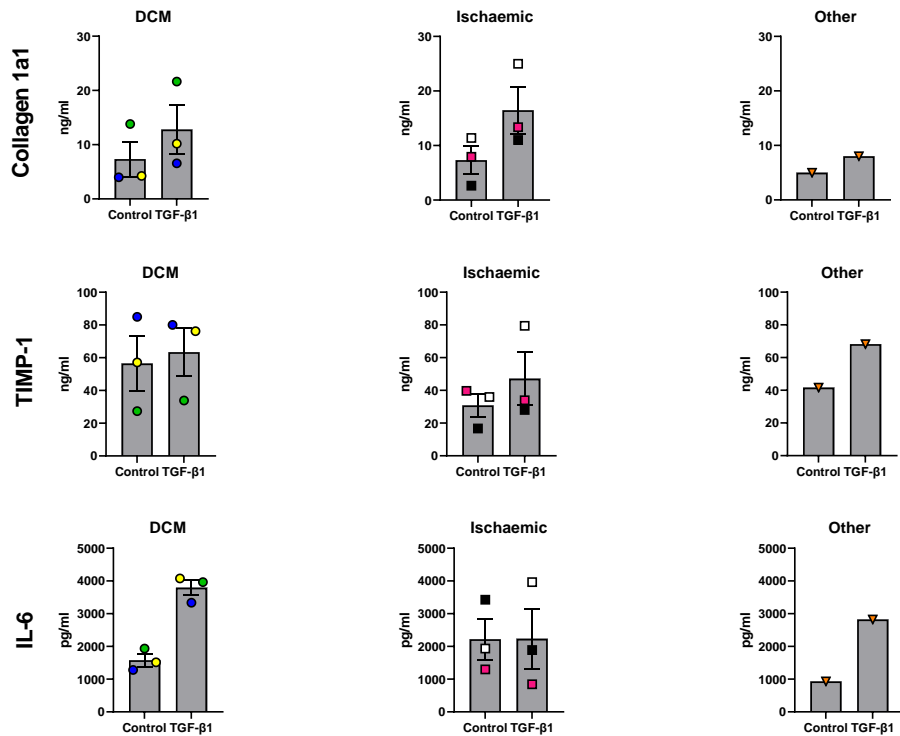 DCM
Ischaemic
Other
Collagen 1a1
ng/ml
30
20
10
0
Control TGF-β1
ng/ml
30
20
10
0
Control TGF-β1
ng/ml
30
20
10
0
Control TGF-β1
DCM
Ischaemic
Other
TIMP-1
ng/ml
100
80
60
40
20
0
Control TGF-β1
ng/ml
100
80
60
40
20
0
Control TGF-β1
ng/ml
100
80
60
40
20
0
Control TGF-β1
DCM
Ischaemic
Other
IL-6
pg/ml
5000
4000
3000
2000
1000
0
Control TGF-β1
pg/ml
5000
4000
3000
2000
1000
0
Control TGF-β1
pg/ml
5000
4000
3000
2000
1000
0
Control TGF-β1